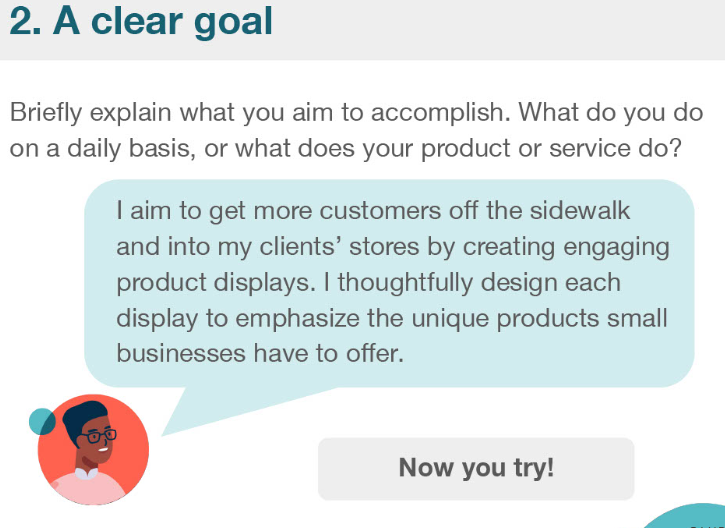 2. A clear goal
Briefly explain what you aim to accomplish. What do you do
on a daily basis, or what does your product or service do?
I aim to get more customers off the sidewalk
and into my clients’ stores by creating engaging
product displays. I thoughtfully design each
display to emphasize the unique products small
businesses have to offer.
Now you try!